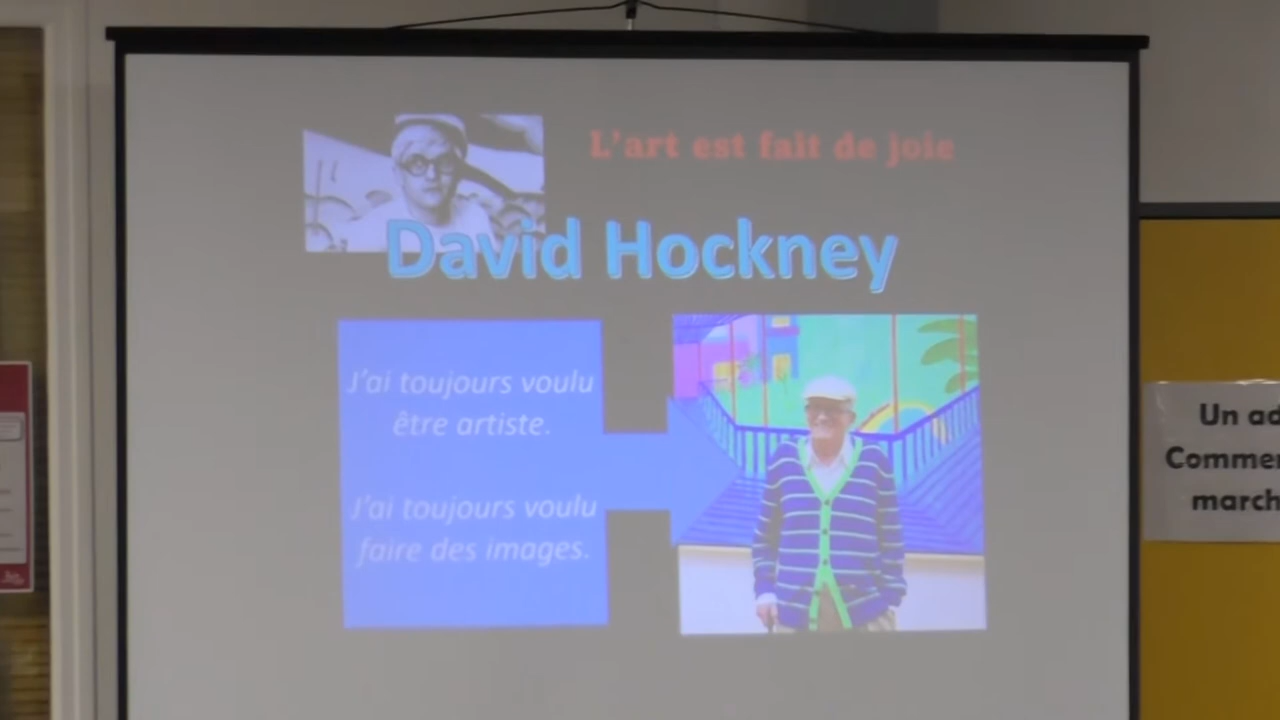 L'art est fait de joie
David Hockney
J'ai toujours voulu
être artiste.
J'ai toujours voulu
faire des images.
Un ad
Commen
march